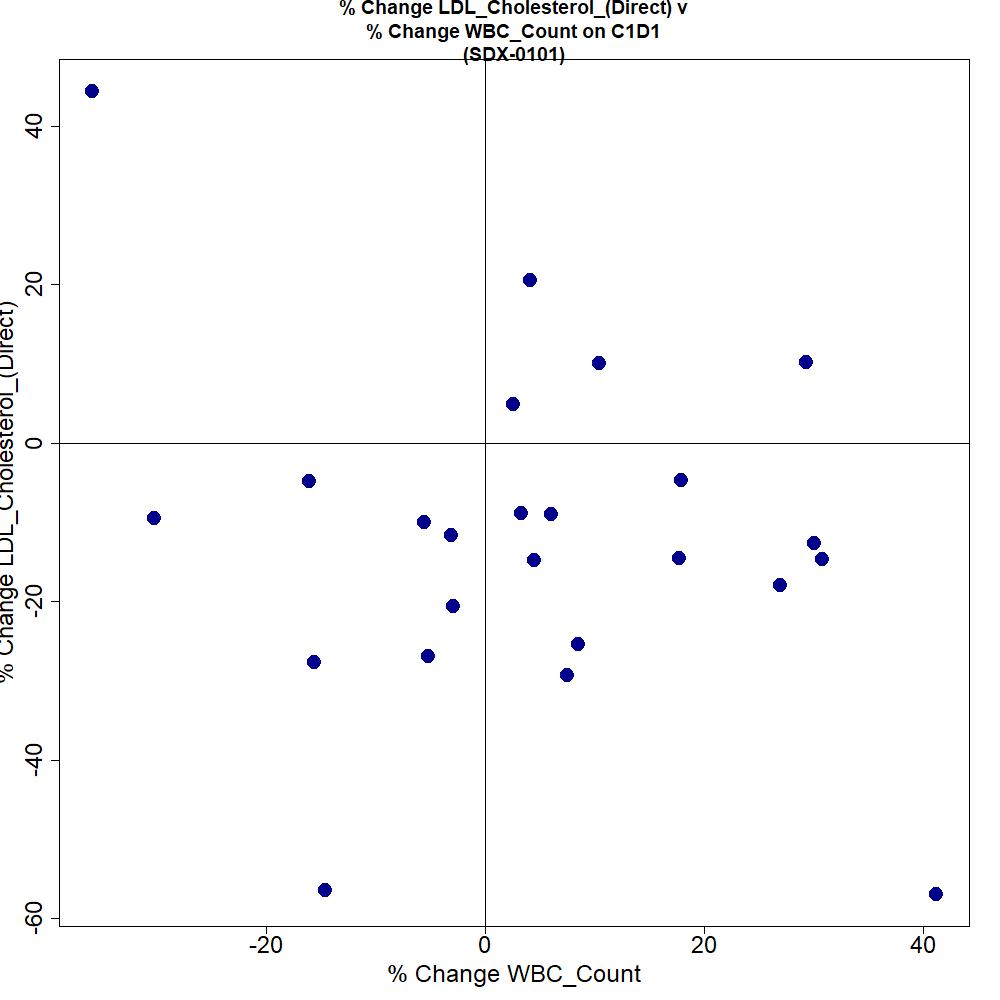 % Change LDL_Cholesterol_(Direct) v
% Change WBC_Count on C1D1
(SDX-0101)
% Change LDL_Cholesterol_(Direct)
40
20
0
-20
-40
-60
-20
0
20
40
% Change WBC_Count